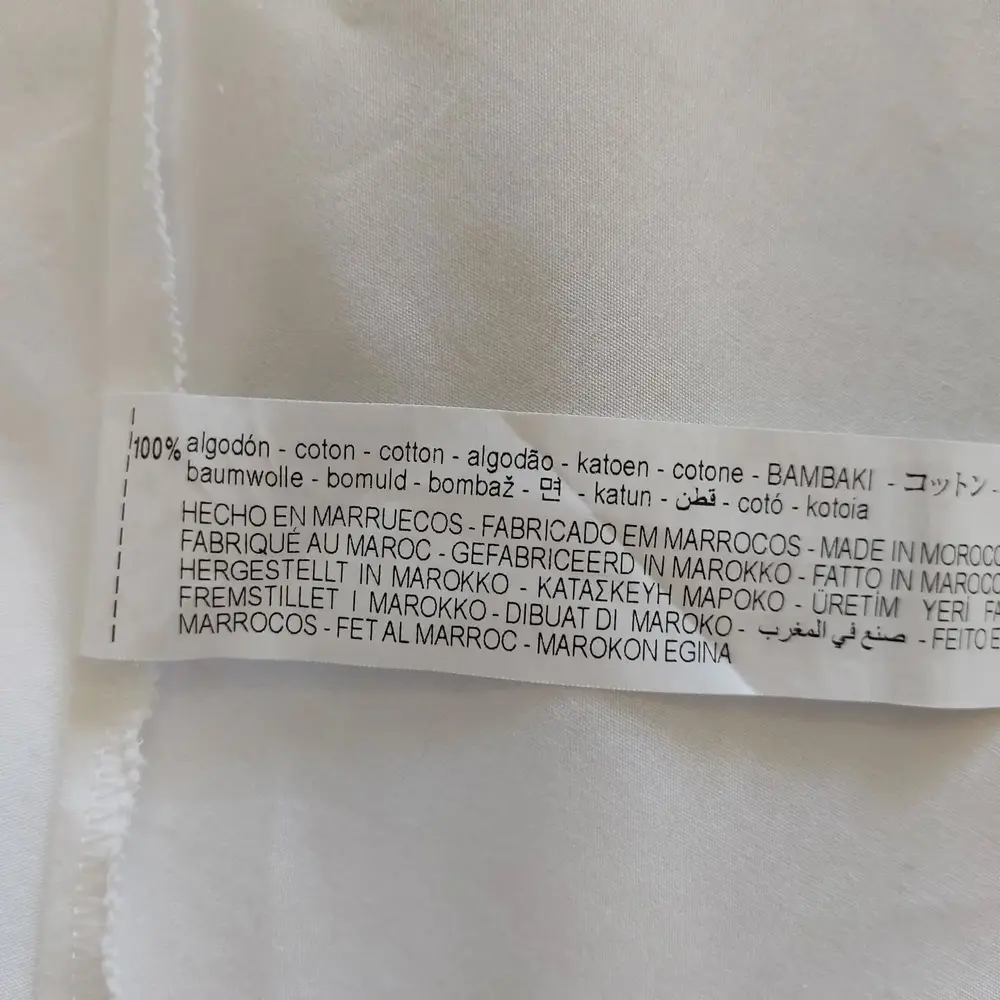 100% algodón - coton - cotton - algodão - katoen - cotone - BAMBAKI - コットン -
baumwolle - bomuld - bombaž - 면 - katun - قطن - cotó - kotoia
HECHO EN MARRUECOS - FABRICADO EM MARROCOS - MADE IN MOROCC
FABRIQUÉ AU MAROC - GEFABRICEERD IN MAROKKO - FATTO IN MAROCC
HERGESTELLT IN MAROKKO - ΚΑΤΑΣΚΕΥΗ ΜΑΡΟΚΟ - ÜRETİM YERİ FA
FREMSTILLET I MAROKKO - DIBUAT DI MAROKO - صنع في المغرب - FEITO E
MARROCOS - FET AL MARROC - MAROKON EGINA